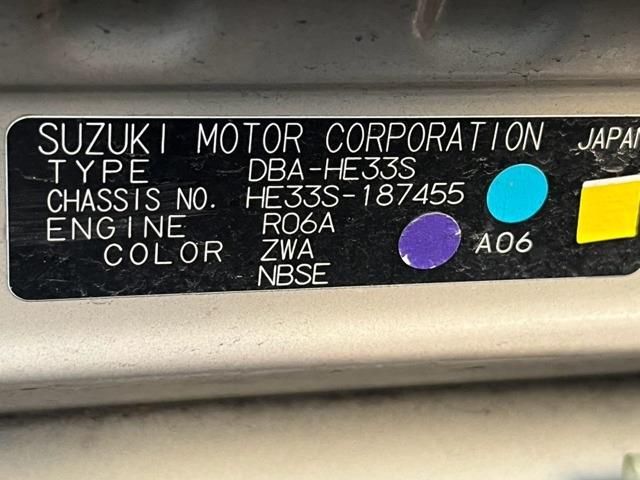 SUZUKI MOTOR CORPORATION JAPAN
TYPE DBA-HE33S
CHASSIS NO. HE33S-187455
ENGINE R06A
COLOR ZWA A06
NBSE